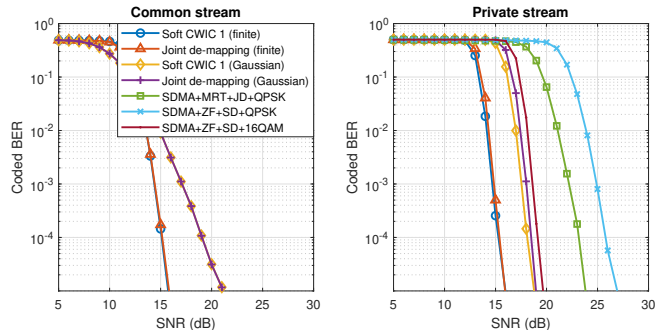 Common stream
Private stream
10^0
10^-1
10^-2
10^-3
10^-4
Coded BER
5 10 15 20 25 30
SNR (dB)
Soft CWIC 1 (finite)
Joint de-mapping (finite)
Soft CWIC 1 (Gaussian)
Joint de-mapping (Gaussian)
SDMA+MRT+JD+QPSK
SDMA+ZF+SD+QPSK
SDMA+ZF+SD+16QAM
10^0
10^-1
10^-2
10^-3
10^-4
Coded BER
5 10 15 20 25 30
SNR (dB)